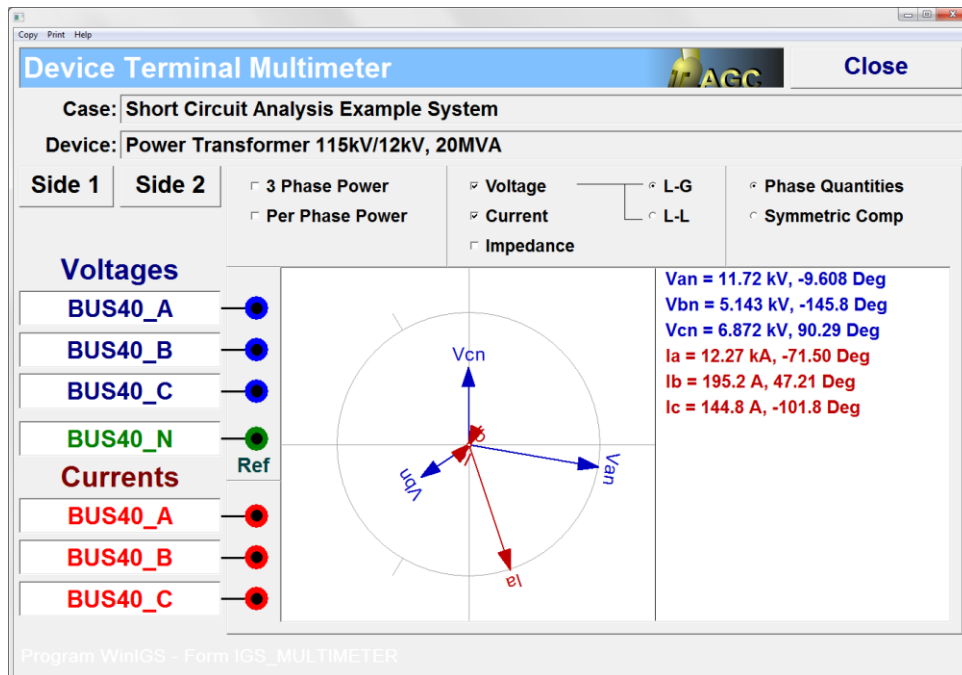 Copy Print Help
Device Terminal Multimeter
AGC
Close
Case: Short Circuit Analysis Example System
Device: Power Transformer 115kV/12kV, 20MVA
Side 1 Side 2
3 Phase Power
Per Phase Power
Voltage
Current
Impedance
L-G
L-L
Phase Quantities
Symmetric Comp
Voltages
BUS40_A
BUS40_B
BUS40_C
BUS40_N
Ref
Currents
BUS40_A
BUS40_B
BUS40_C
Vcn
Van
Vbn
Ia
Van = 11.72 kV, -9.608 Deg
Vbn = 5.143 kV, -145.8 Deg
Vcn = 6.872 kV, 90.29 Deg
Ia = 12.27 kA, -71.50 Deg
Ib = 195.2 A, 47.21 Deg
Ic = 144.8 A, -101.8 Deg
Program WinIGS - Form IGS_MULTIMETER